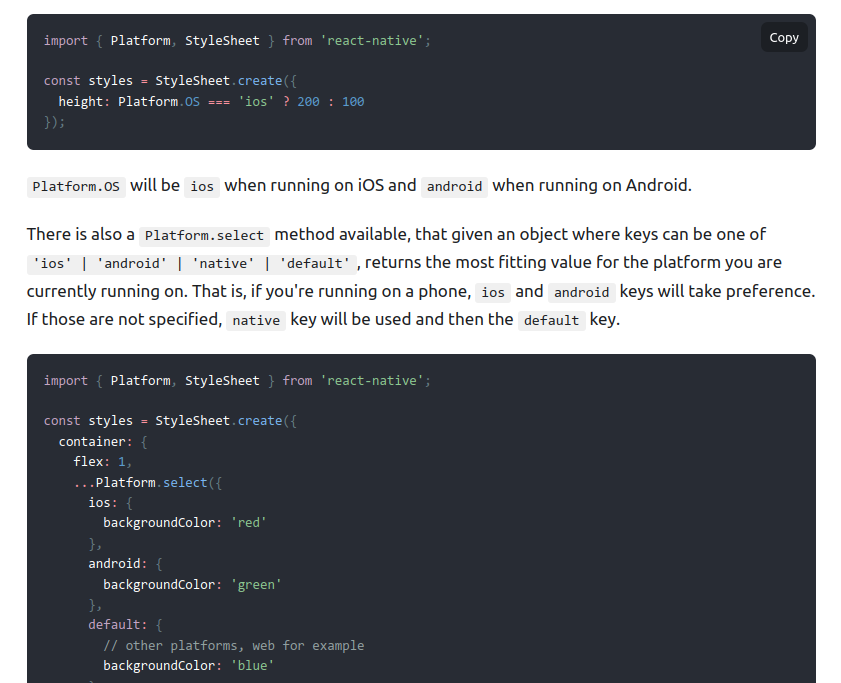 import { Platform, StyleSheet } from 'react-native';
Copy
const styles = StyleSheet.create({
  height: Platform.OS === 'ios' ? 200 : 100
});
Platform.OS will be ios when running on iOS and android when running on Android.
There is also a Platform.select method available, that given an object where keys can be one of
'ios' | 'android' | 'native' | 'default' , returns the most fitting value for the platform you are
currently running on. That is, if you're running on a phone, ios and android keys will take preference.
If those are not specified, native key will be used and then the default key.
import { Platform, StyleSheet } from 'react-native';
const styles = StyleSheet.create({
  container: {
    flex: 1,
    ...Platform.select({
      ios: {
        backgroundColor: 'red'
      },
      android: {
        backgroundColor: 'green'
      },
      default: {
        // other platforms, web for example
        backgroundColor: 'blue'